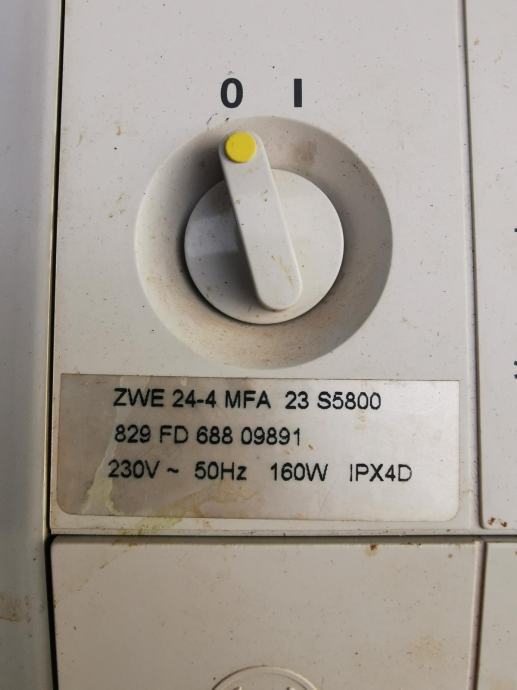 0 I
ZWE 24-4 MFA 23 S5800
829 FD 688 09891
230V ~ 50Hz 160W IPX4D